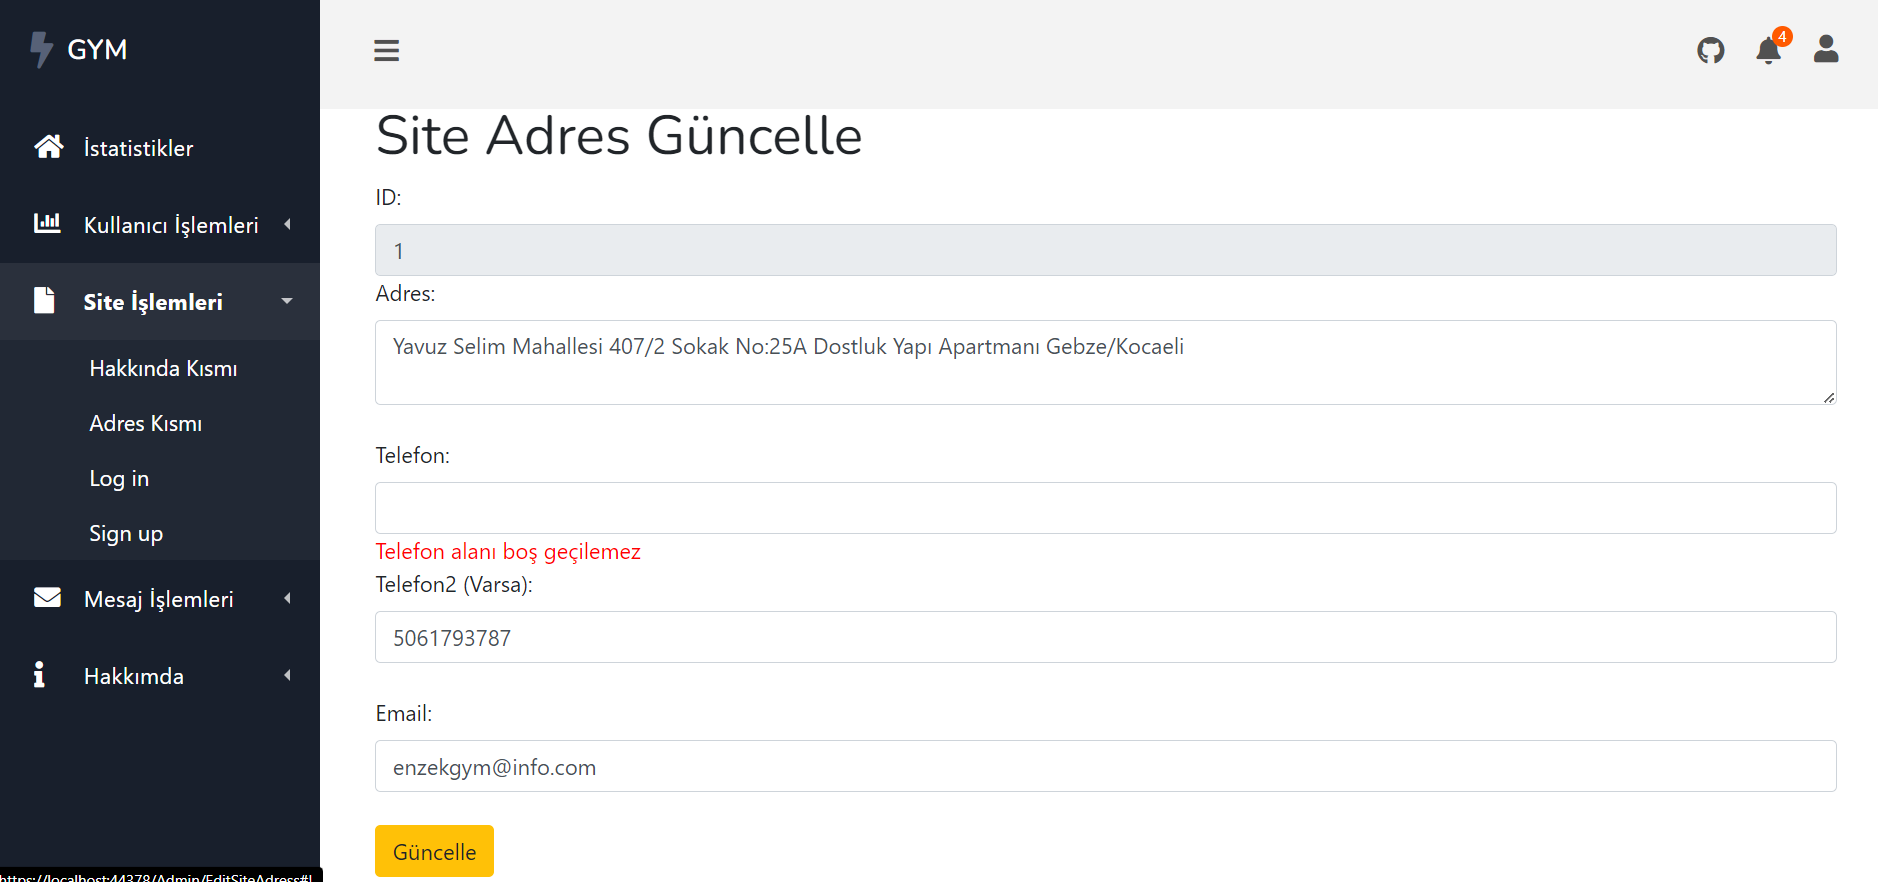 GYM
4
İstatistikler
Kullanıcı İşlemleri
Site İşlemleri
Hakkında Kısmı
Adres Kısmı
Log in
Sign up
Mesaj İşlemleri
Hakkımda
Site Adres Güncelle
ID:
1
Adres:
Yavuz Selim Mahallesi 407/2 Sokak No:25A Dostluk Yapı Apartmanı Gebze/Kocaeli
Telefon:
Telefon alanı boş geçilemez
Telefon2 (Varsa):
5061793787
Email:
enzekgym@info.com
Güncelle
https://localhost:44378/Admin/EditSiteAdress#!